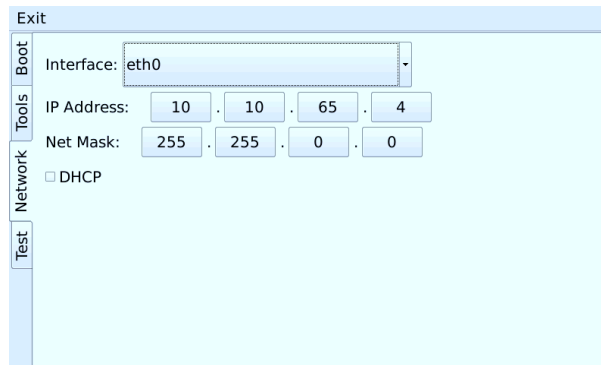 Exit
Boot
Tools
Network
Test
Interface: eth0
IP Address: 10 . 10 . 65 . 4
Net Mask: 255 . 255 . 0 . 0
DHCP